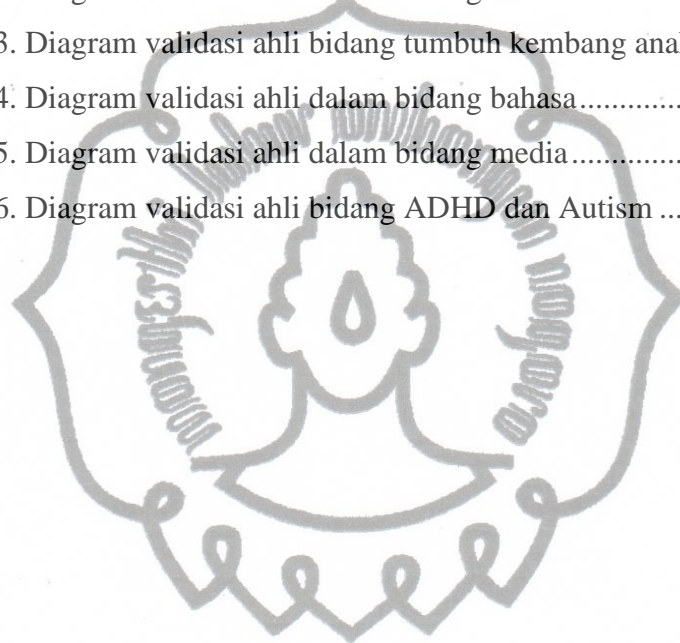 3. Diagram validasi ahli bidang tumbuh kembang ana
4. Diagram validasi ahli dalam bidang bahasa...............
5. Diagram validasi ahli dalam bidang media...............
6. Diagram validasi ahli bidang ADHD dan Autism ....